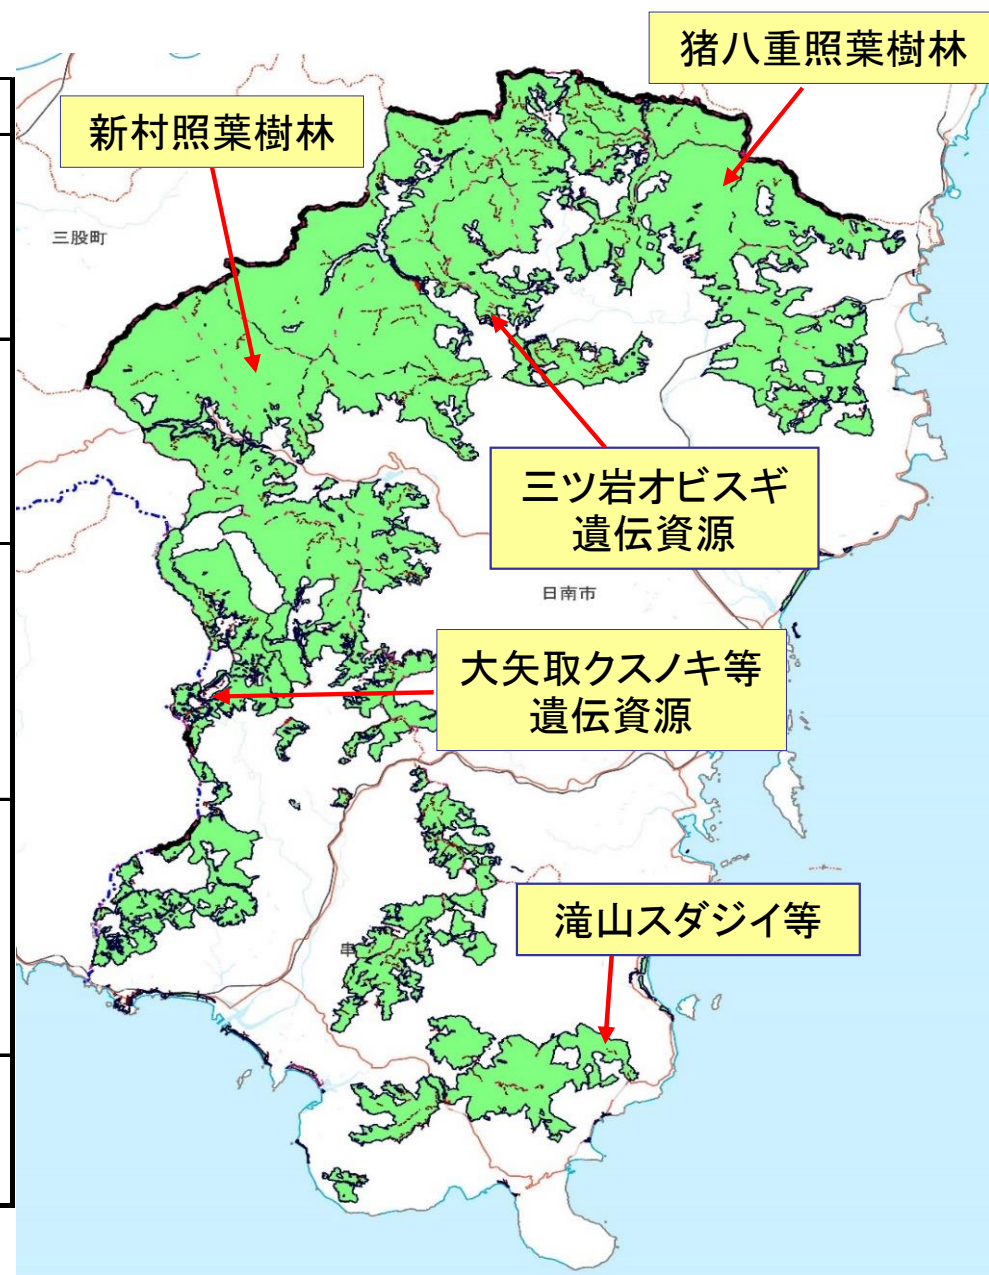 猪八重照葉樹林
新村照葉樹林
三股町
三ツ岩オビスギ
遺伝資源
日南市
大矢取クスノキ等
遺伝資源
滝山スダジイ等
串